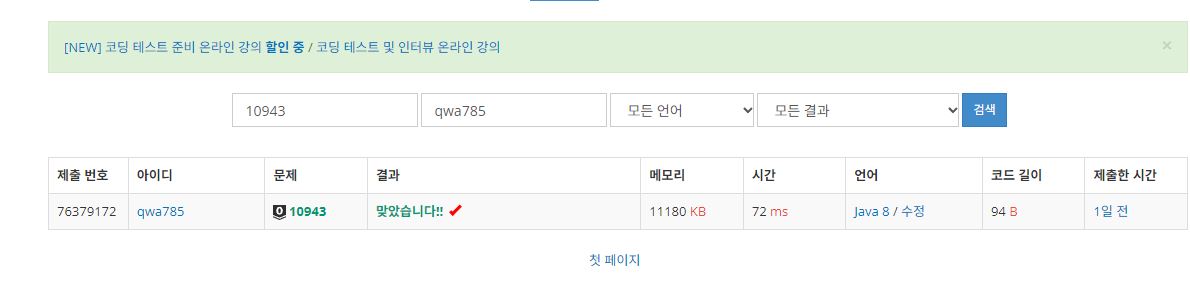 [NEW] 코딩 테스트 준비 온라인 강의 할인 중 / 코딩 테스트 및 인터뷰 온라인 강의 ×
10943 qwa785 모든 언어 모든 결과 검색
제출 번호 아이디 문제 결과 메모리 시간 언어 코드 길이 제출한 시간
76379172 qwa785 0 10943 맞았습니다!! 11180 KB 72 ms Java 8 / 수정 94 B 1일 전
첫 페이지